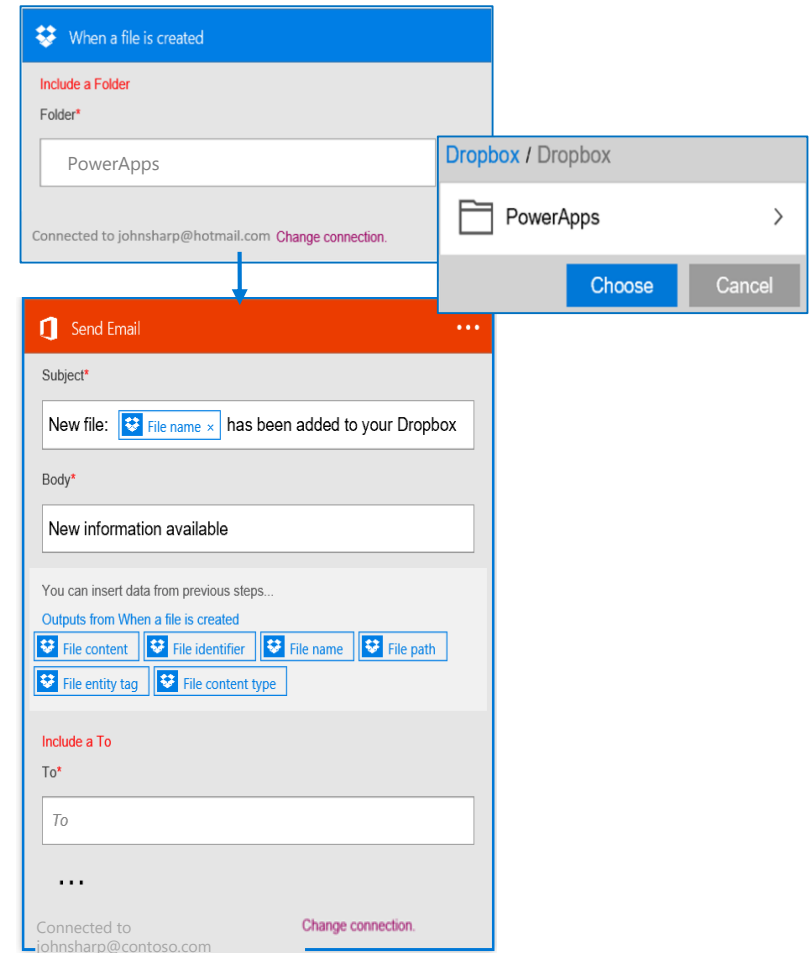 When a file is created
Include a Folder
Folder*
PowerApps
Connected to johnsharp@hotmail.com Change connection.
Dropbox / Dropbox
PowerApps
Choose Cancel
Send Email
Subject*
New file: File name × has been added to your Dropbox
Body*
New information available
You can insert data from previous steps...
Outputs from When a file is created
File content File identifier File name File path
File entity tag File content type
Include a To
To*
To
...
Connected to Change connection.
johnsharp@contoso.com